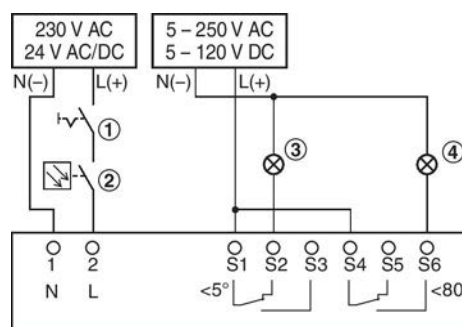 230 V AC
24 V AC/DC
5 – 250 V AC
5 – 120 V DC
N(–) L(+)
N(–) L(+)
①
②
③
④
1 2 S1 S2 S3 S4 S5 S6
N L <5° <80